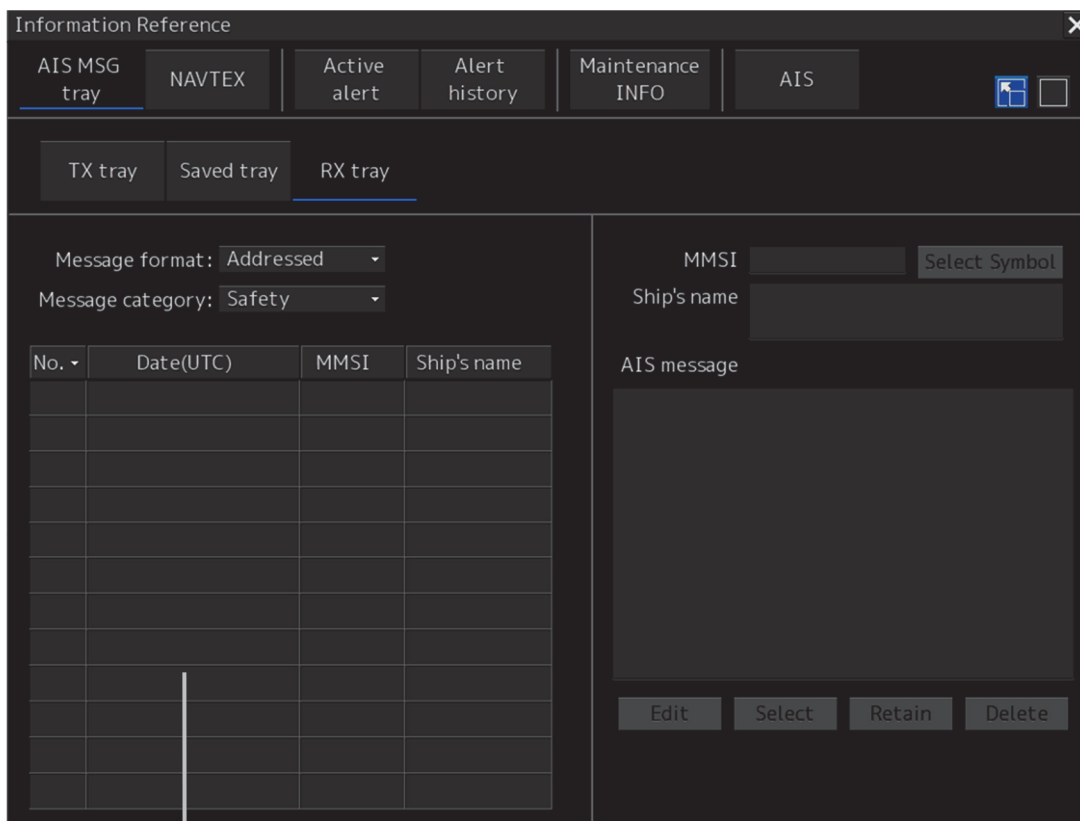 Information Reference
AIS MSG
tray
NAVTEX
Active
alert
Alert
history
Maintenance
INFO
AIS
TX tray
Saved tray
RX tray
Message format: Addressed
Message category: Safety
No. Date(UTC) MMSI Ship's name
MMSI
Select Symbol
Ship's name
AIS message
Edit Select Retain Delete